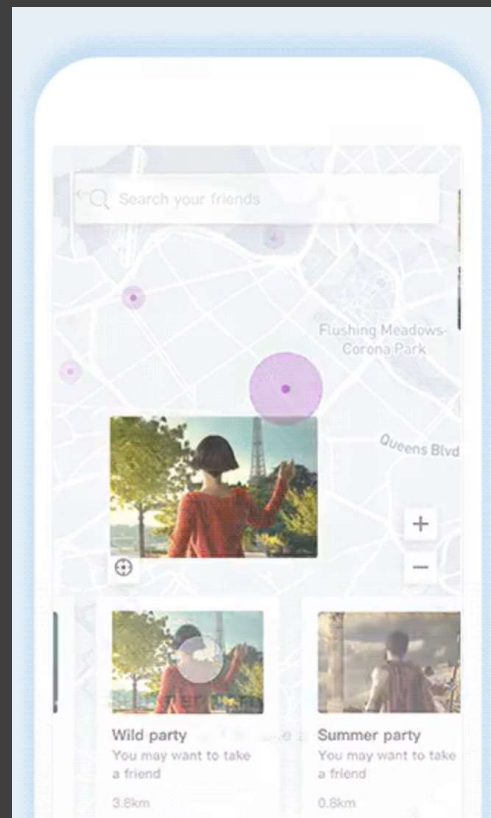 Search your friends
Flushing Meadows-
Corona Park
Queens Blvd
+
−
Wild party
You may want to take
a friend
3.8km
Summer party
You may want to take
a friend
0.8km